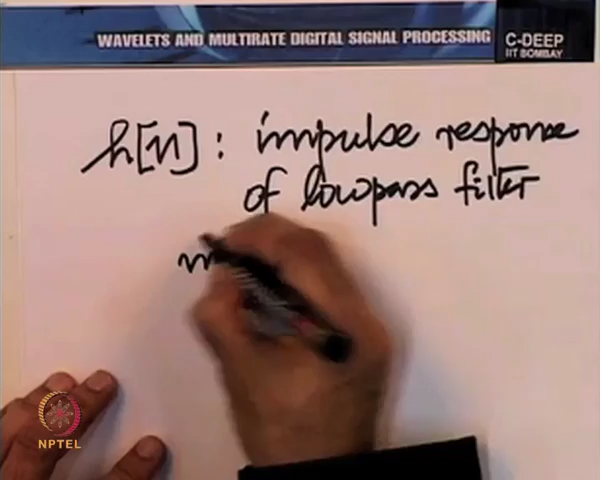 WAVELETS AND MULTIRATE DIGITAL SIGNAL PROCESSING
C-DEEP
IIT BOMBAY
h[n] : impulse response
of lowpass filter
NPTEL